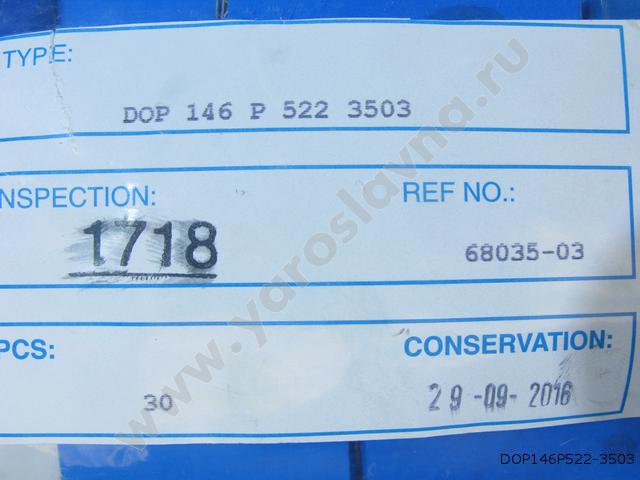 TYPE:
DOP 146 P 522 3503
NSPECTION:
REF NO.:
1718
68035-03
PCS:
CONSERVATION:
30
29-09-2016
www.yaroslavna.ru
DOP146P522-3503